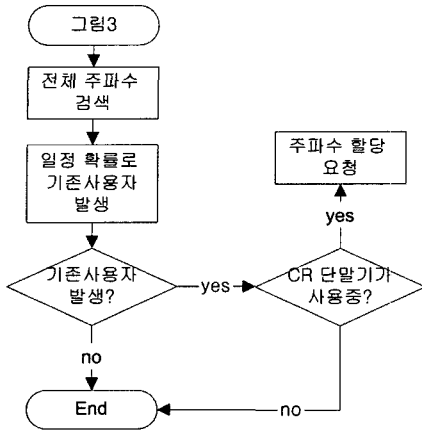 그림3
전체 주파수
검색
일정 확률로
기존사용자
발생
주파수 할당
요청
yes
기존사용자
발생?
yes
CR 단말기가
사용중?
no
End
no